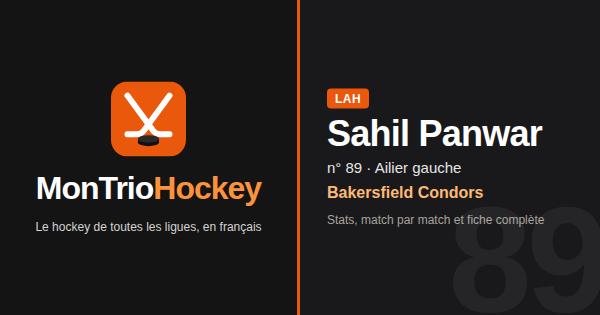 MonTrioHockey
Le hockey de toutes les ligues, en français
LAH
Sahil Panwar
n° 89 · Ailier gauche
Bakersfield Condors
Stats, match par match et fiche complète
89